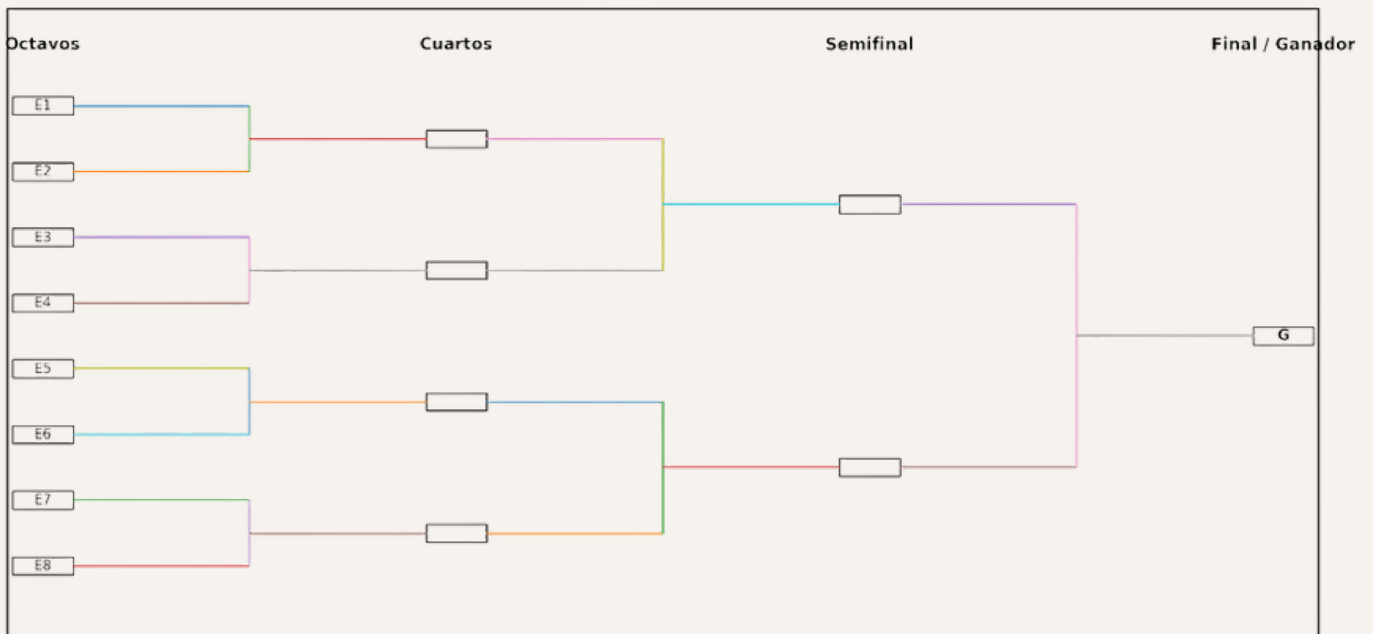 Octavos Cuartos Semifinal Final / Ganador
E1
E2
E3
E4
E5
E6
E7
E8
G